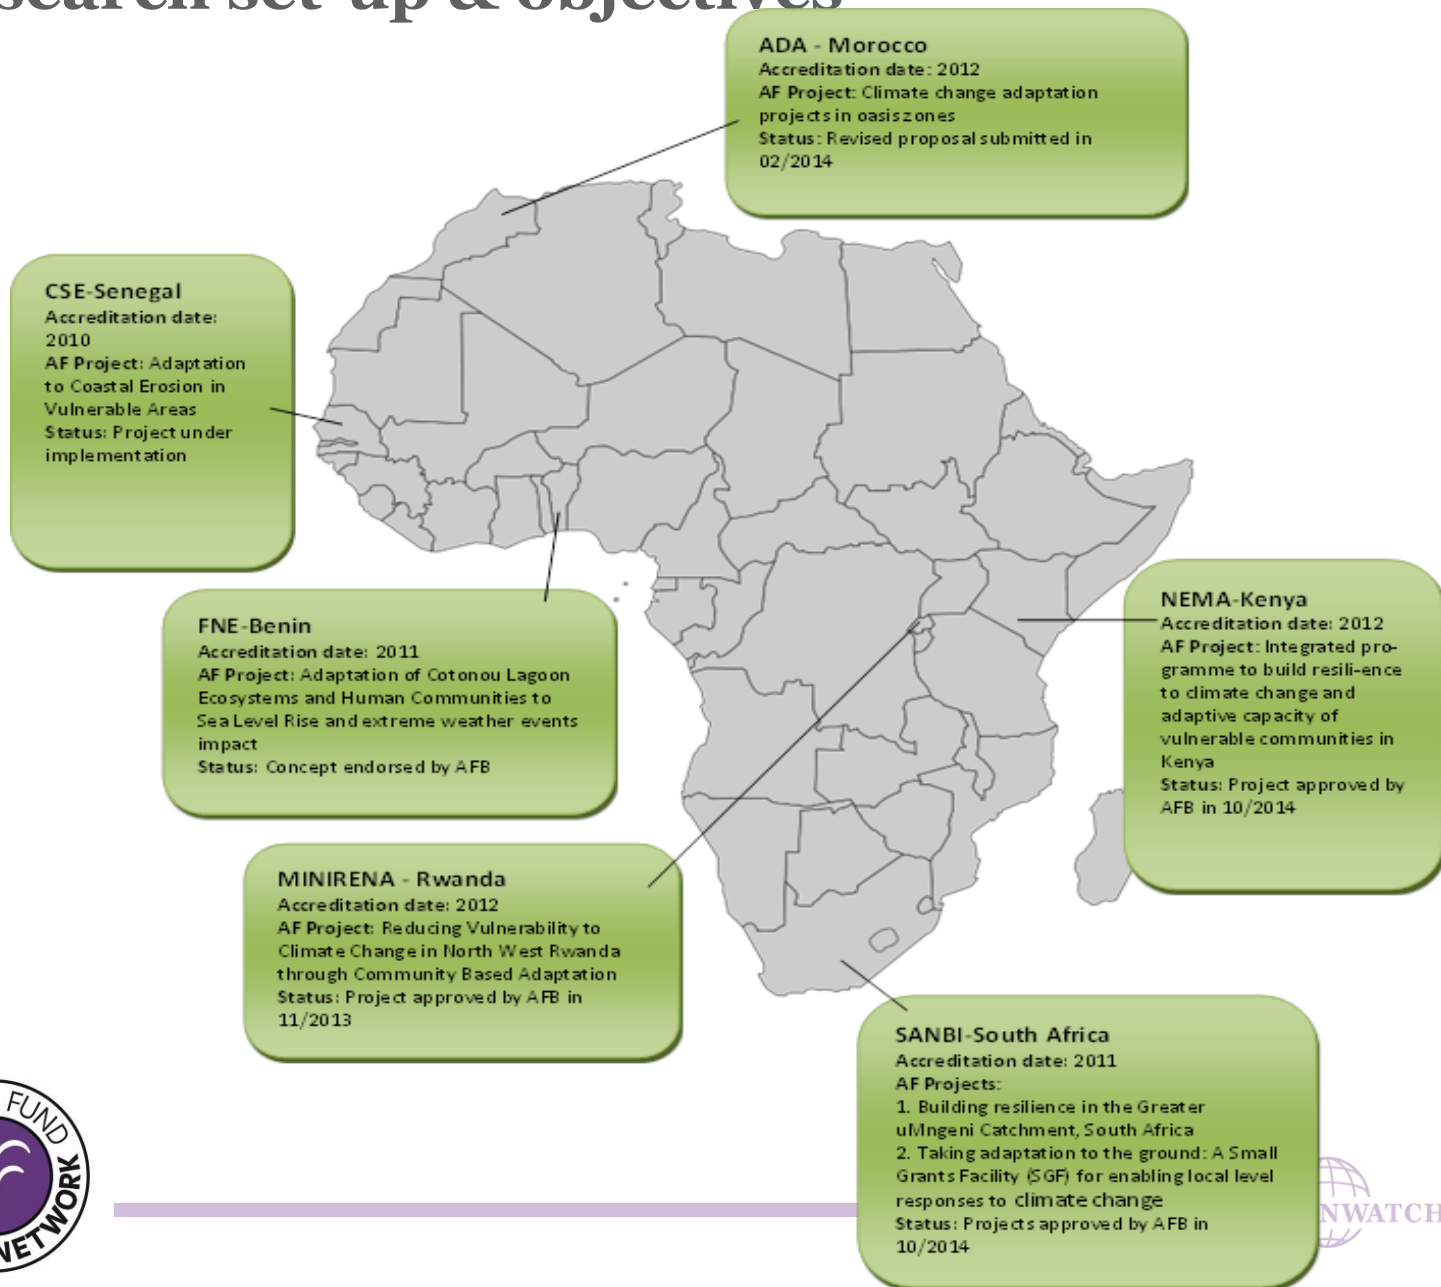 search set-up & objectives
ADA - Morocco
Accreditation date: 2012
AF Project: Climate change adaptation
projects in oasis zones
Status: Revised proposal submitted in
02/2014
CSE-Senegal
Accreditation date:
2010
AF Project: Adaptation
to Coastal Erosion in
Vulnerable Areas
Status: Project under
implementation
FNE-Benin
Accreditation date: 2011
AF Project: Adaptation of Cotonou Lagoon
Ecosystems and Human Communities to
Sea Level Rise and extreme weather events
impact
Status: Concept endorsed by AFB
NEMA-Kenya
Accreditation date: 2012
AF Project: Integrated pro-
gramme to build resili-ence
to climate change and
adaptive capacity of
vulnerable communities in
Kenya
Status: Project approved by
AFB in 10/2014
MINIRENA - Rwanda
Accreditation date: 2012
AF Project: Reducing Vulnerability to
Climate Change in North West Rwanda
through Community Based Adaptation
Status: Project approved by AFB in
11/2013
SANBI-South Africa
Accreditation date: 2011
AF Projects:
1. Building resilience in the Greater
uMngeni Catchment, South Africa
2. Taking adaptation to the ground: A Small
Grants Facility (SGF) for enabling local level
responses to climate change
Status: Projects approved by AFB in
10/2014
FUND
NETWORK
NWATCH